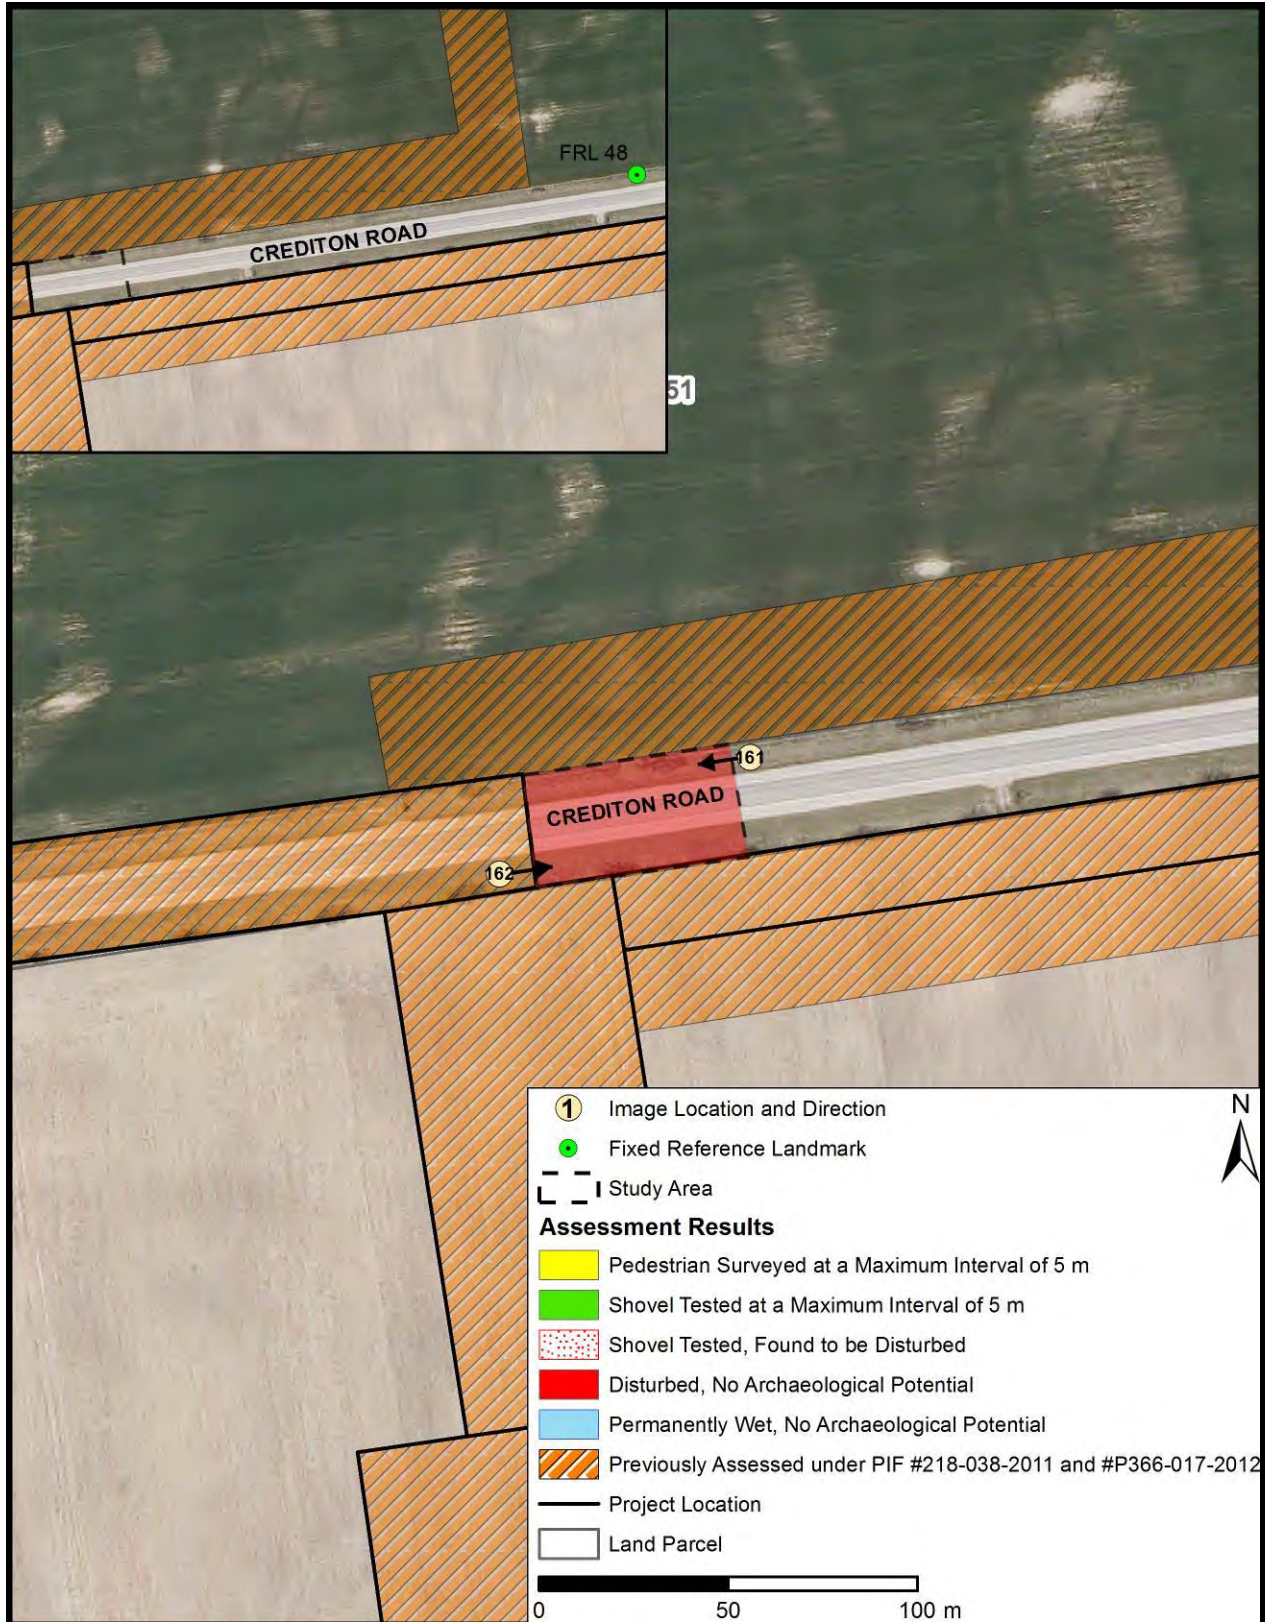 FRL 48
CREDITON ROAD
51
161
CREDITON ROAD
162
1 Image Location and Direction
N
Fixed Reference Landmark
Study Area
Assessment Results
Pedestrian Surveyed at a Maximum Interval of 5 m
Shovel Tested at a Maximum Interval of 5 m
Shovel Tested, Found to be Disturbed
Disturbed, No Archaeological Potential
Permanently Wet, No Archaeological Potential
Previously Assessed under PIF #218-038-2011 and #P366-017-2012
Project Location
Land Parcel
0 50 100 m